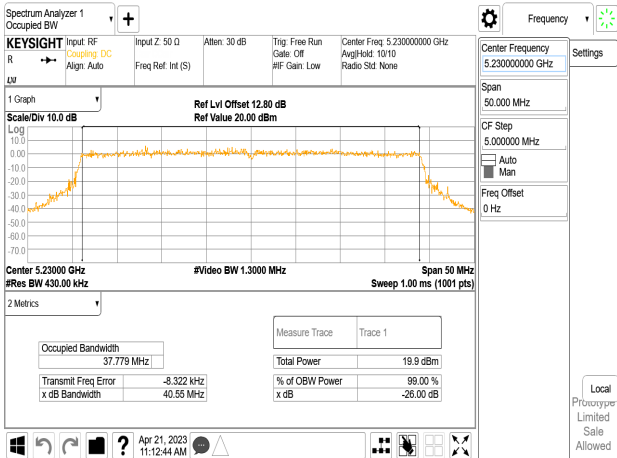 Spectrum Analyzer 1
Occupied BW
Frequency
KEYSIGHT
R
Input: RF
Coupling: DC
Align: Auto
Input Z: 50 Ω
Freq Ref: Int (S)
Atten: 30 dB
Trig: Free Run
Gate: Off
#IF Gain: Low
Center Freq: 5.230000000 GHz
Avg|Hold: 10/10
Radio Std: None
LXI
1 Graph
Scale/Div 10.0 dB
Ref Lvl Offset 12.80 dB
Ref Value 20.00 dBm
Log
10.0
0.00
-10.0
-20.0
-30.0
-40.0
-50.0
-60.0
-70.0
Center 5.23000 GHz
#Res BW 430.00 kHz
#Video BW 1.3000 MHz
Span 50 MHz
Sweep 1.00 ms (1001 pts)
2 Metrics
Occupied Bandwidth
37.779 MHz
Transmit Freq Error -8.322 kHz
x dB Bandwidth 40.55 MHz
Measure Trace Trace 1
Total Power 19.9 dBm
% of OBW Power 99.00 %
x dB -26.00 dB
Apr 21, 2023
11:12:44 AM
Center Frequency
5.230000000 GHz
Span
50.000 MHz
CF Step
5.000000 MHz
Auto
Man
Freq Offset
0 Hz
Settings
Local
Prototype
Limited
Sale
Allowed